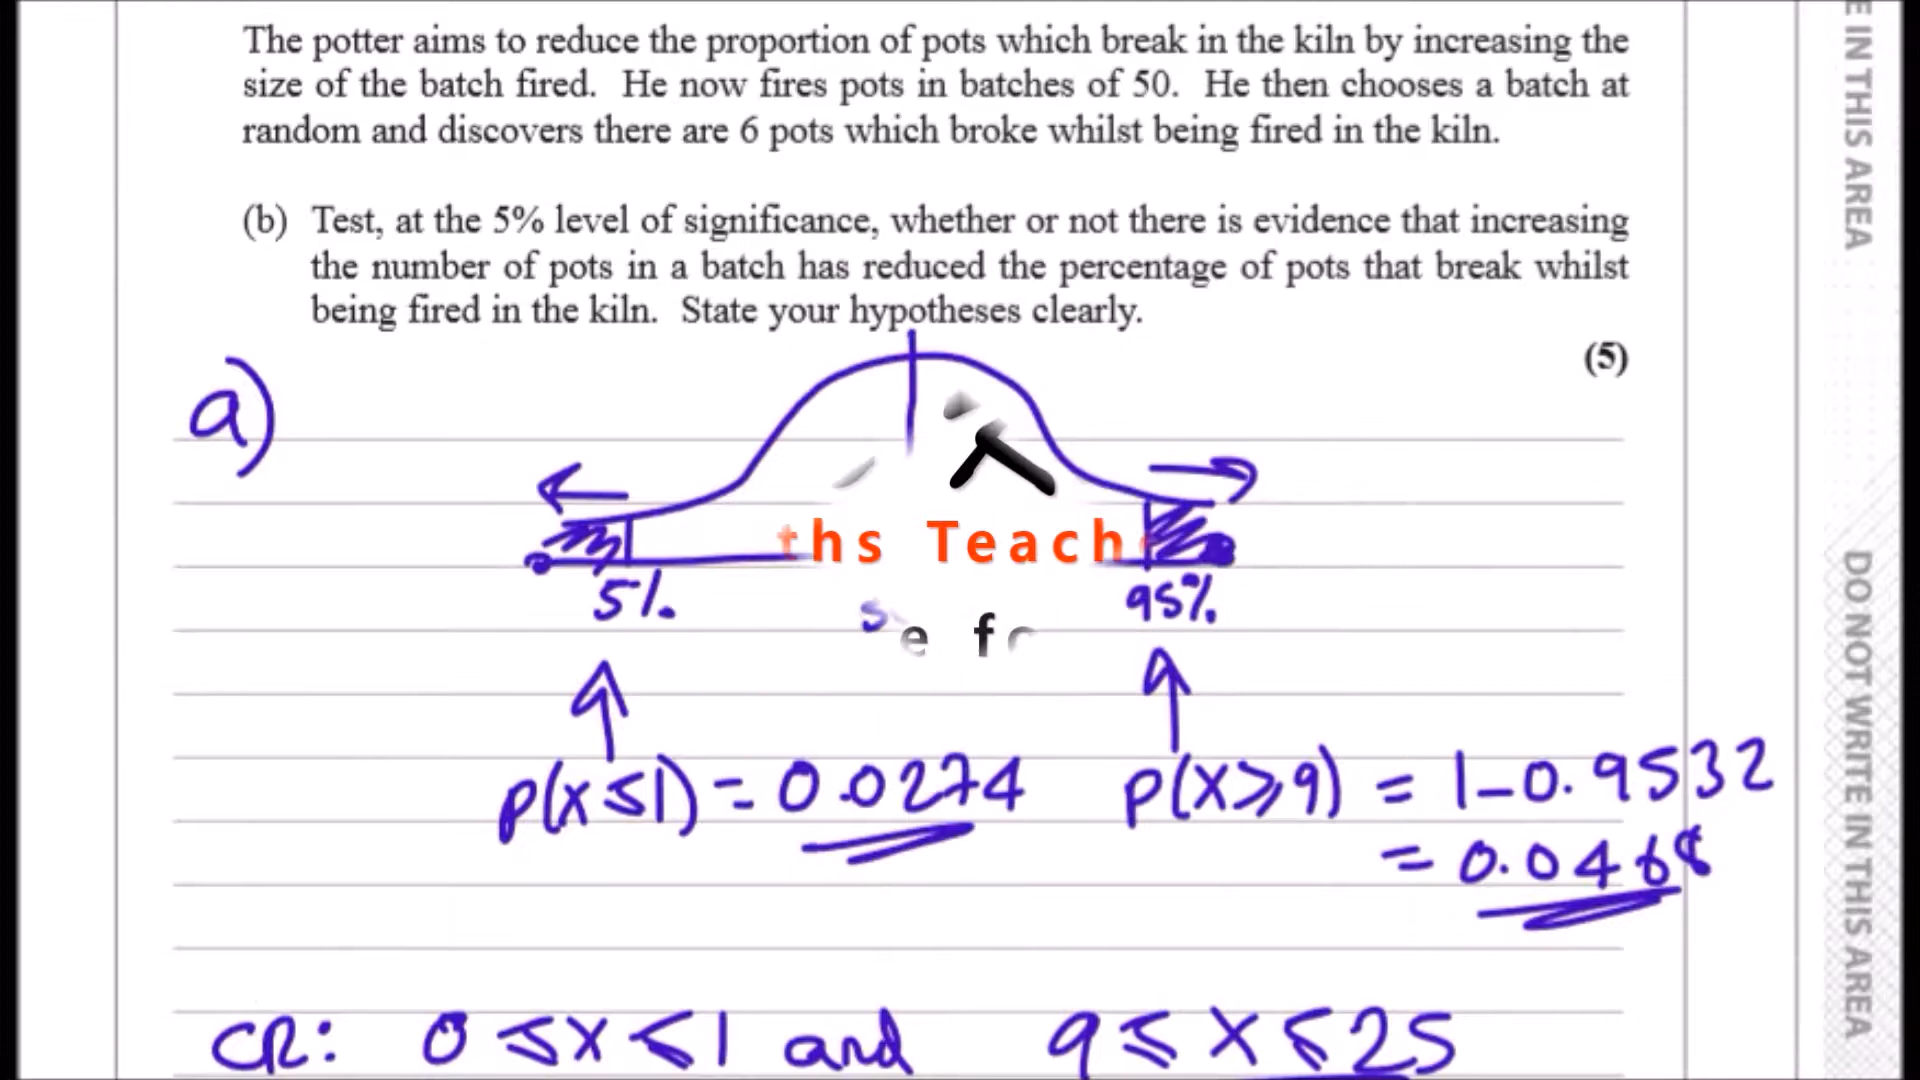 The potter aims to reduce the proportion of pots which break in the kiln by increasing the
size of the batch fired. He now fires pots in batches of 50. He then chooses a batch at
random and discovers there are 6 pots which broke whilst being fired in the kiln.
(b) Test, at the 5% level of significance, whether or not there is evidence that increasing
the number of pots in a batch has reduced the percentage of pots that break whilst
being fired in the kiln. State your hypotheses clearly.
(5)
a)
ths Teach
5%
95%
e fo
P(X≤1) = 0.0274
P(X≥9) = 1-0.9532
= 0.0468
CR: 0≤X≤1 and 9≤X≤25
E IN THIS AREA
DO NOT WRITE IN THIS AREA